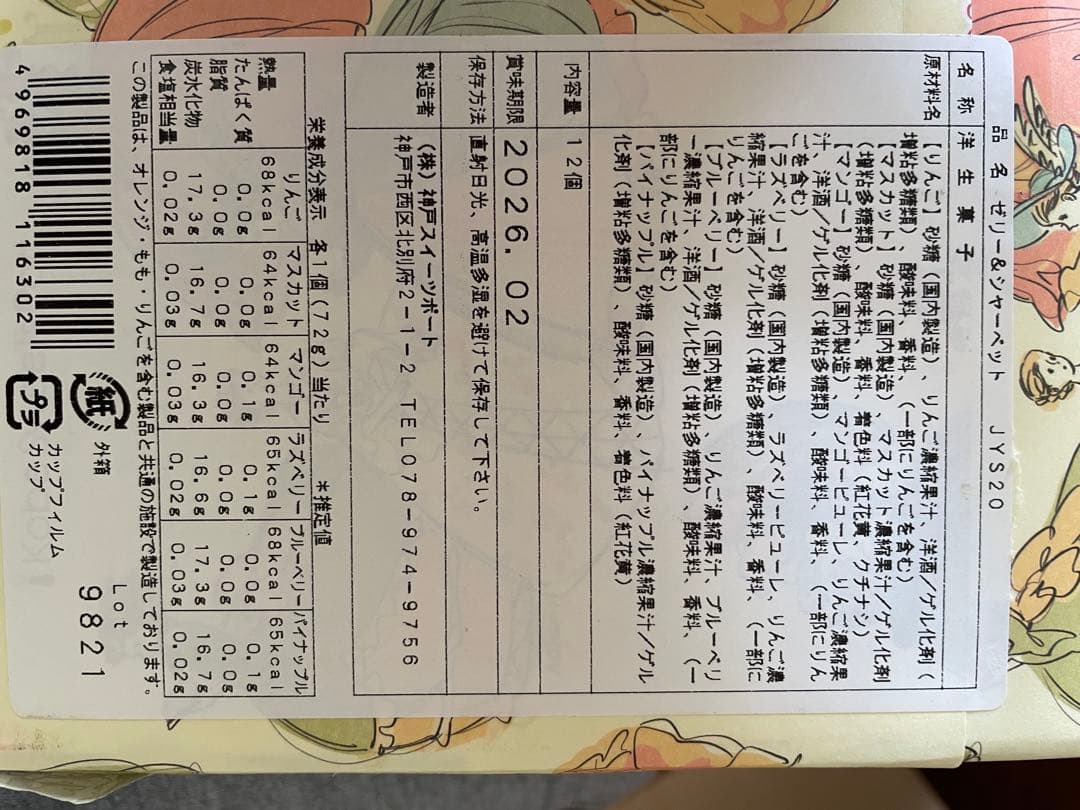 品名 ゼリー&シャーベット JYS20
名称 洋生菓子
原材料名 【りんご】砂糖(国内製造)、りんご濃縮果汁、洋酒/ゲル化剤(
増粘多糖類)、酸味料、香料、(一部にりんごを含む)
【マスカット】砂糖(国内製造)、マスカット濃縮果汁/ゲル化剤
(増粘多糖類)、酸味料、香料、着色料(紅花黄、クチナシ)
【マンゴー】砂糖(国内製造)、マンゴーピューレ、りんご濃縮果
汁、洋酒/ゲル化剤(増粘多糖類)、酸味料、香料、(一部にりん
ごを含む)
【ラズベリー】砂糖(国内製造)、ラズベリーピューレ、りんご濃
縮果汁、洋酒/ゲル化剤(増粘多糖類)、酸味料、香料、(一部に
りんごを含む)
【ブルーベリー】砂糖(国内製造)、りんご濃縮果汁、ブルーベリ
ー濃縮果汁、洋酒/ゲル化剤(増粘多糖類)、酸味料、香料、(一
部にりんごを含む)
【パイナップル】砂糖(国内製造)、パイナップル濃縮果汁/ゲル
化剤(増粘多糖類)、酸味料、香料、着色料(紅花黄)
内容量 12個
賞味期限 2026.02
保存方法 直射日光、高温多湿を避けて保存して下さい。
製造者 (株)神戸スイーツポート
神戸市西区北別府2-1-2 TEL078-974-9756
栄養成分表示 各1個(72g)当たり *推定値
りんご マスカット マンゴー ラズベリー ブルーベリー パイナップル
熱量 68kcal 64kcal 64kcal 65kcal 68kcal 65kcal
たんぱく質 0.0g 0.0g 0.1g 0.1g 0.0g 0.1g
脂質 0.0g 0.0g 0.0g 0.0g 0.0g 0.0g
炭水化物 17.3g 16.7g 16.3g 16.6g 17.3g 16.7g
食塩相当量 0.02g 0.03g 0.03g 0.02g 0.03g 0.02g
この製品は、オレンジ・もも・りんごを含む製品と共通の施設で製造しております。
4969818116302
紙 外箱
プラ カップフィルム
カップ
Lot
9821